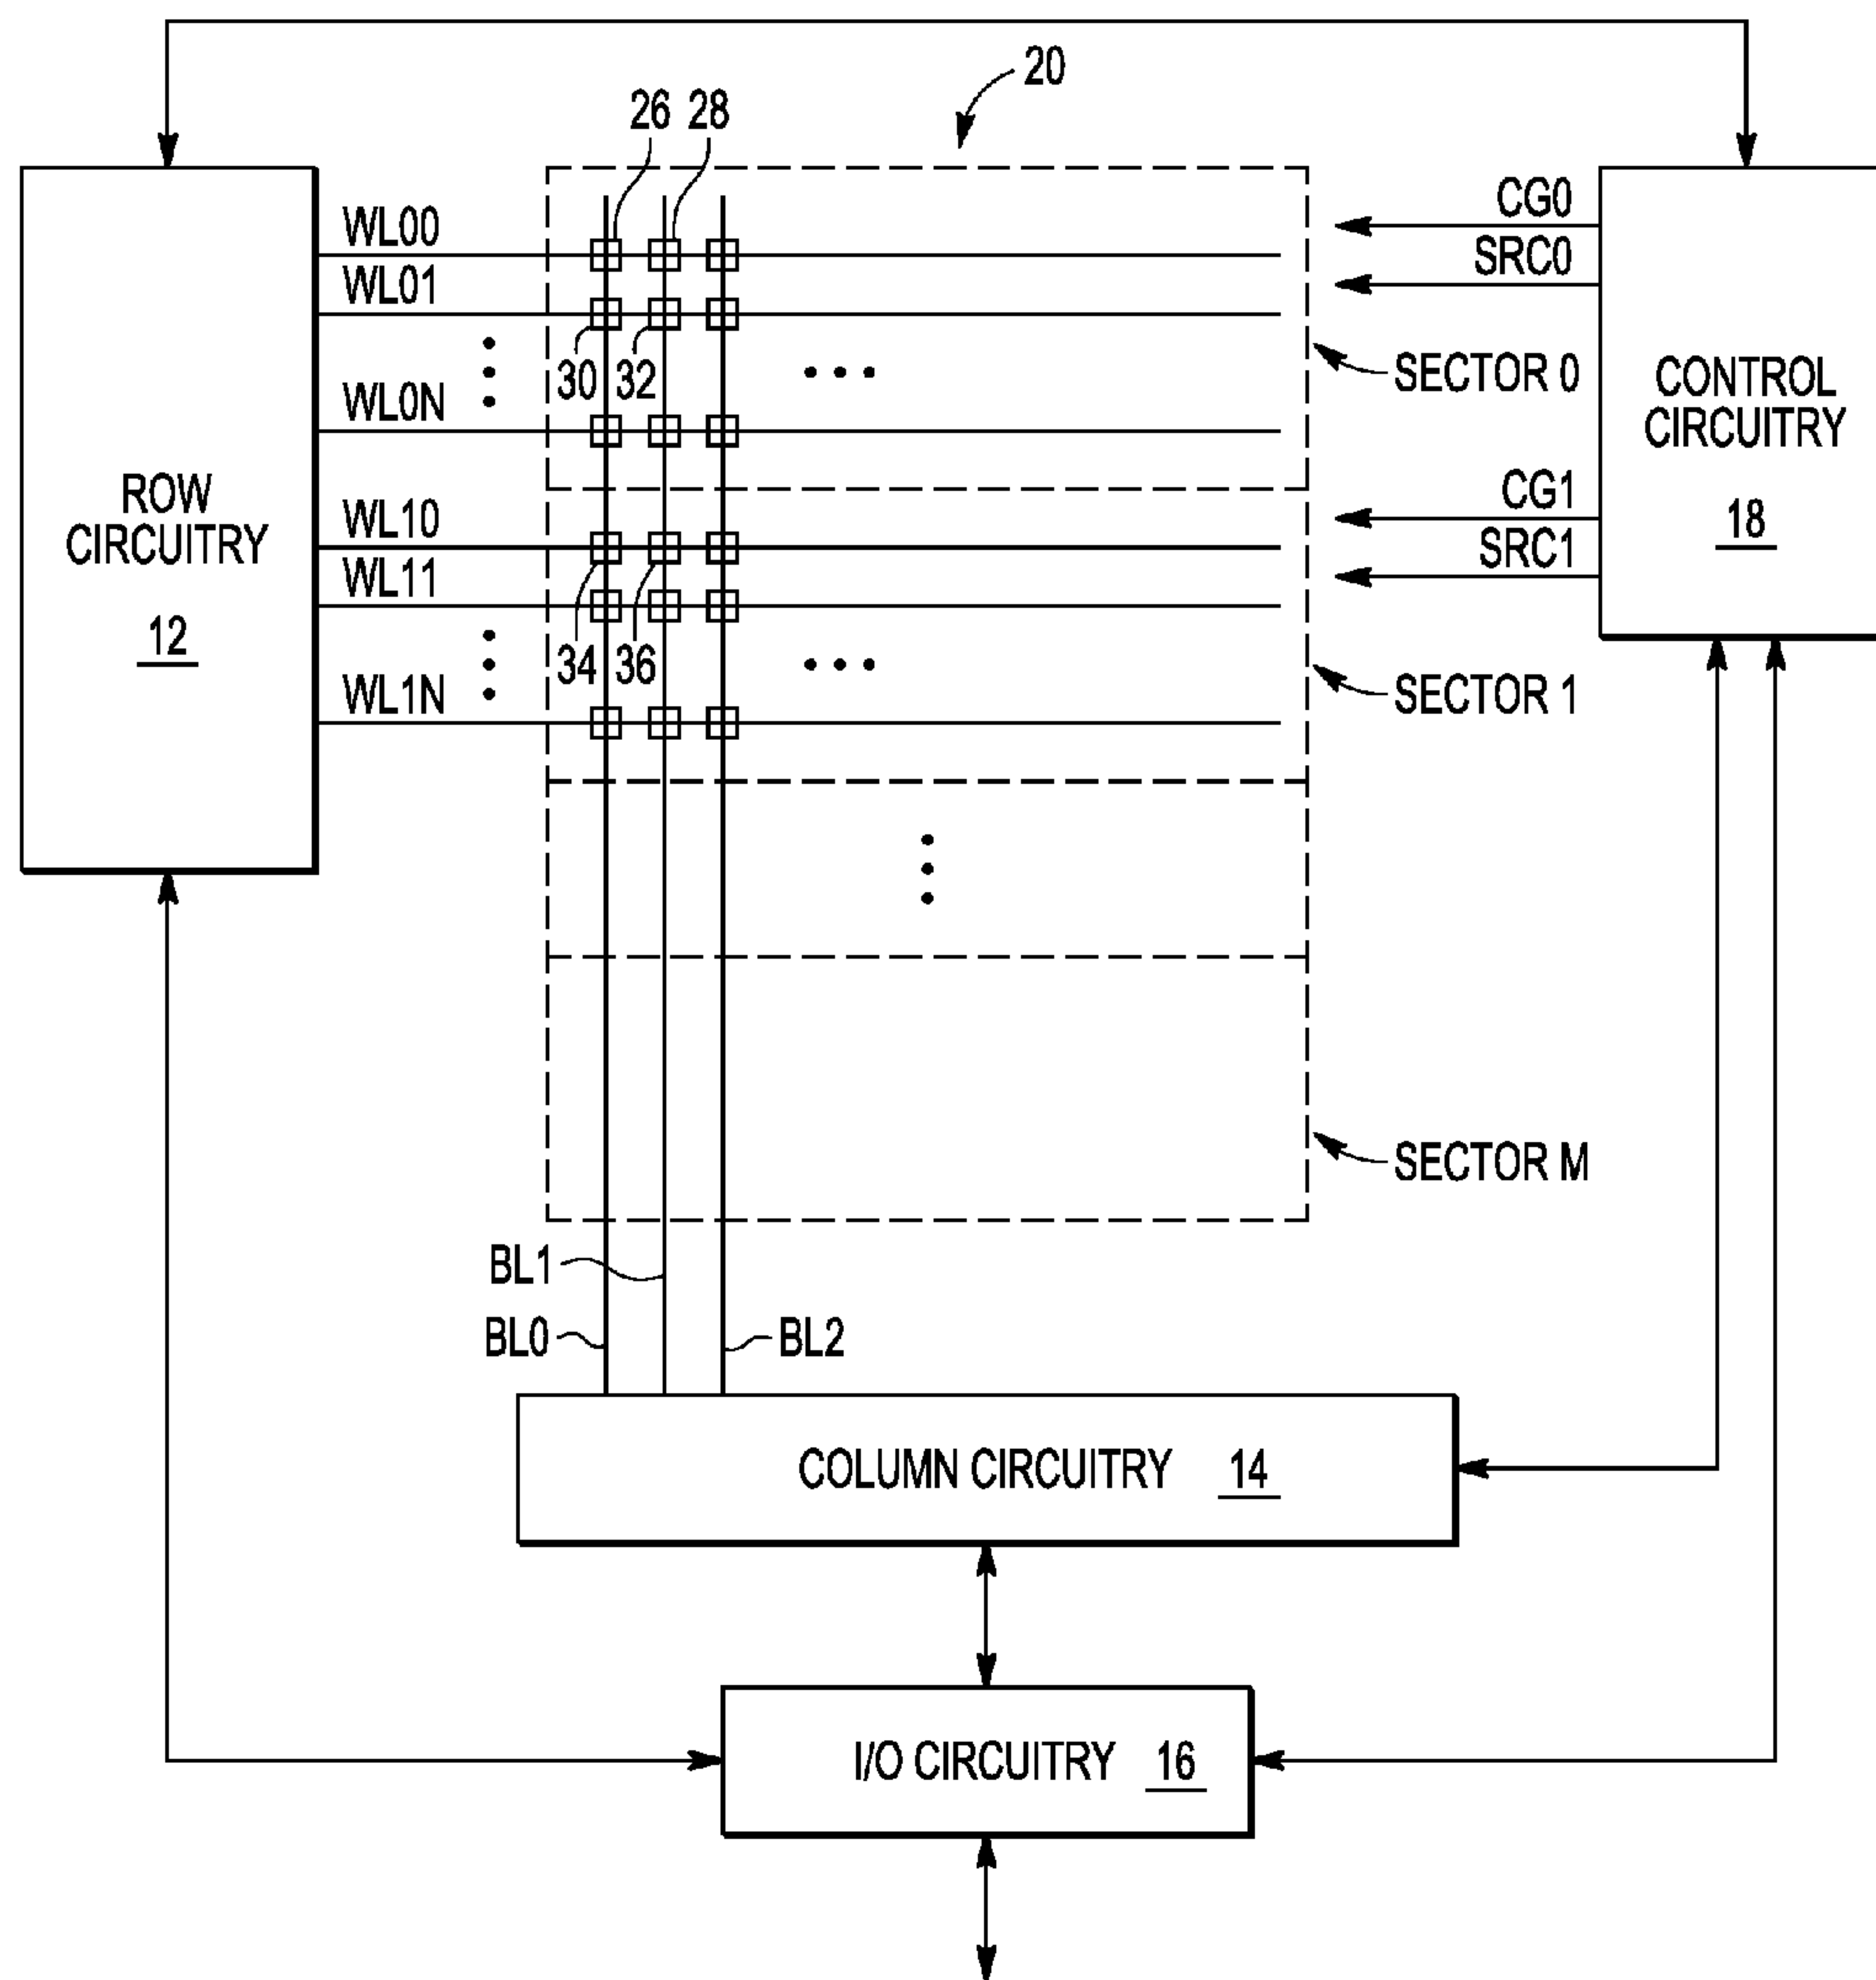 20
26 28
WL00
WL01
30 32
WL0N
WL10
WL11
34 36
WL1N
ROW
CIRCUITRY
12
CG0
SRC0
SECTOR 0
CG1
SRC1
SECTOR 1
SECTOR M
CONTROL
CIRCUITRY
18
BL1
BL0
BL2
COLUMN CIRCUITRY 14
I/O CIRCUITRY 16